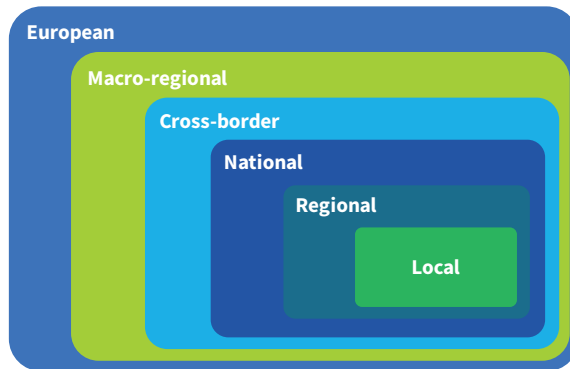 European
Macro-regional
Cross-border
National
Regional
Local